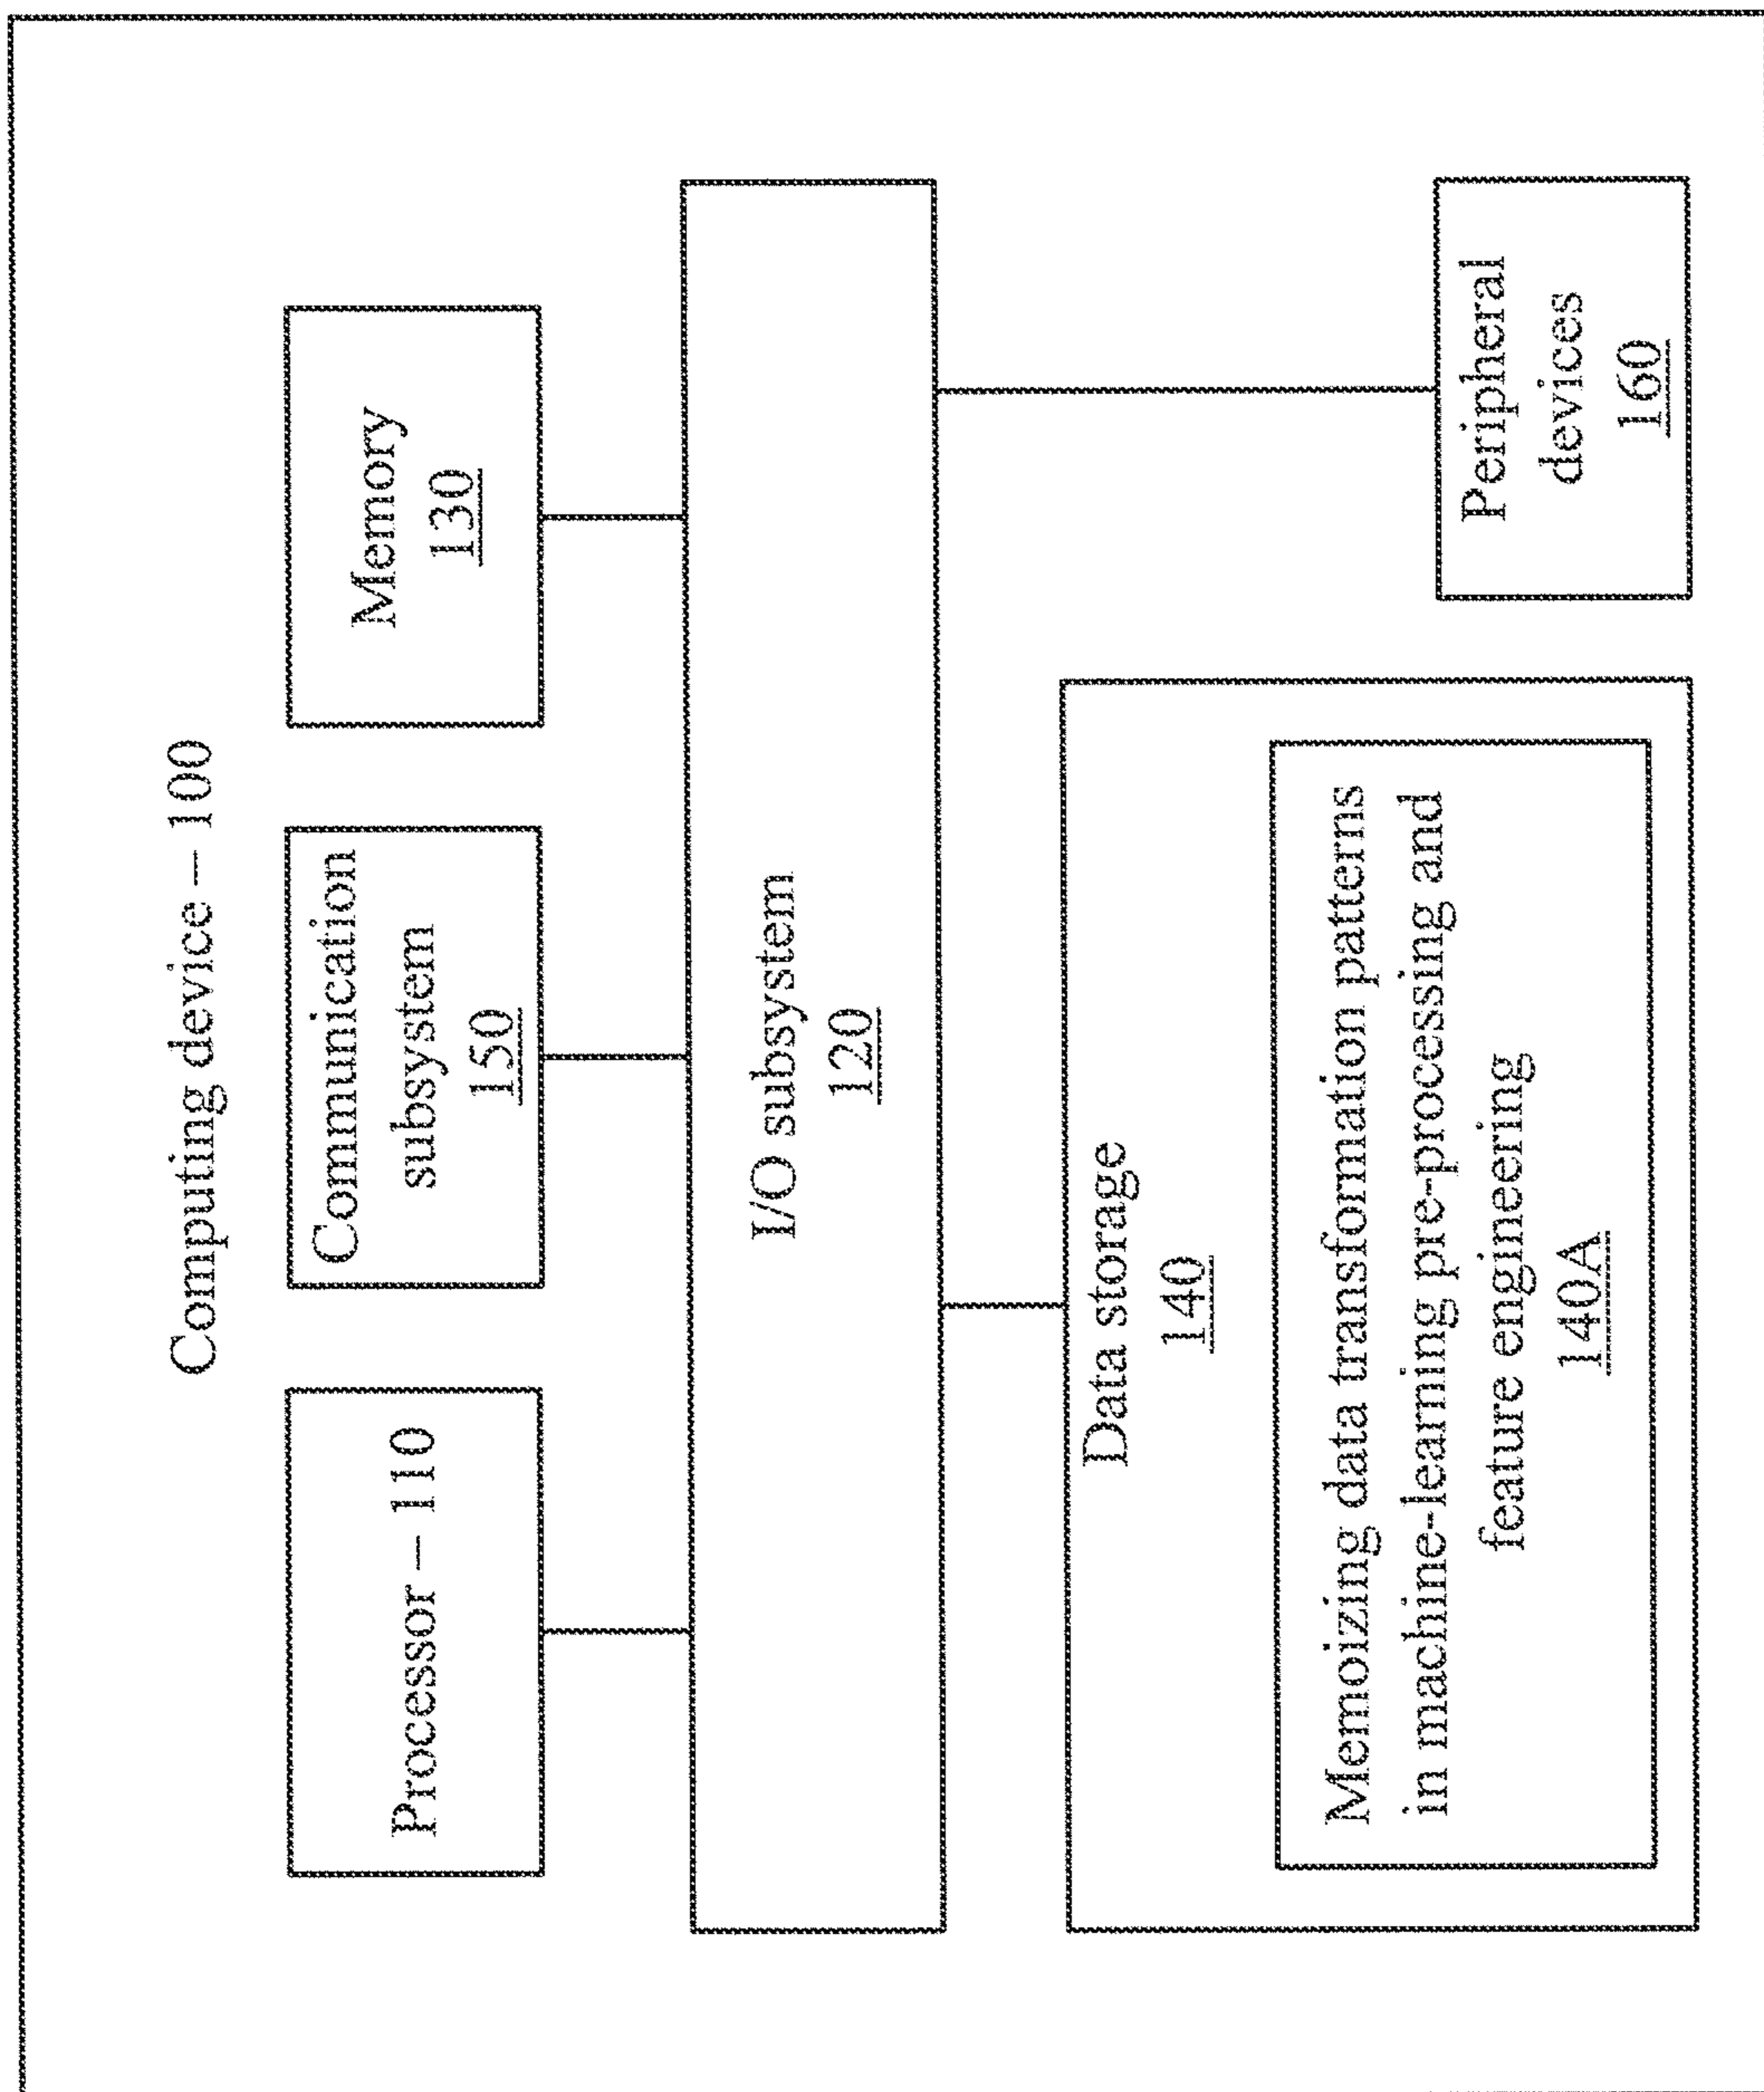 Computing device – 100
Processor – 110
Communication
subsystem
150
Memory
130
I/O subsystem
120
Data storage
140
Memoizing data transformation patterns
in machine-learning pre-processing and
feature engineering
140A
Peripheral
devices
160